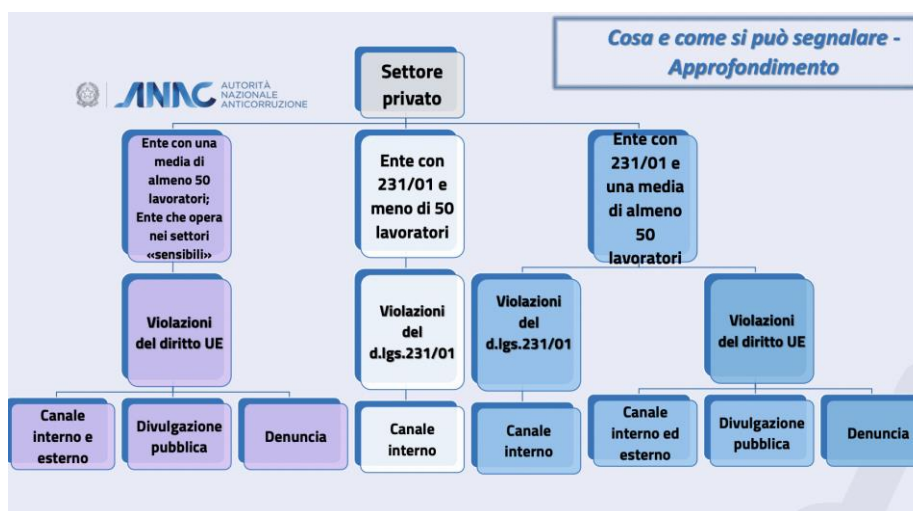 Cosa e come si può segnalare -
Approfondimento
ANAC
AUTORITÀ
NAZIONALE
ANTICORRUZIONE
Settore
privato
Ente con una
media di
almeno 50
lavoratori;
Ente che opera
nei settori
«sensibili»
Ente con
231/01 e
meno di 50
lavoratori
Ente con
231/01 e
una media
di almeno
50
lavoratori
Violazioni
del diritto UE
Violazioni
del
d.lgs.231/01
Violazioni
del
d.lgs.231/01
Violazioni
del diritto UE
Canale
interno e
esterno
Divulgazione
pubblica
Denuncia
Canale
interno
Canale
interno
Canale
interno ed
esterno
Divulgazione
pubblica
Denuncia